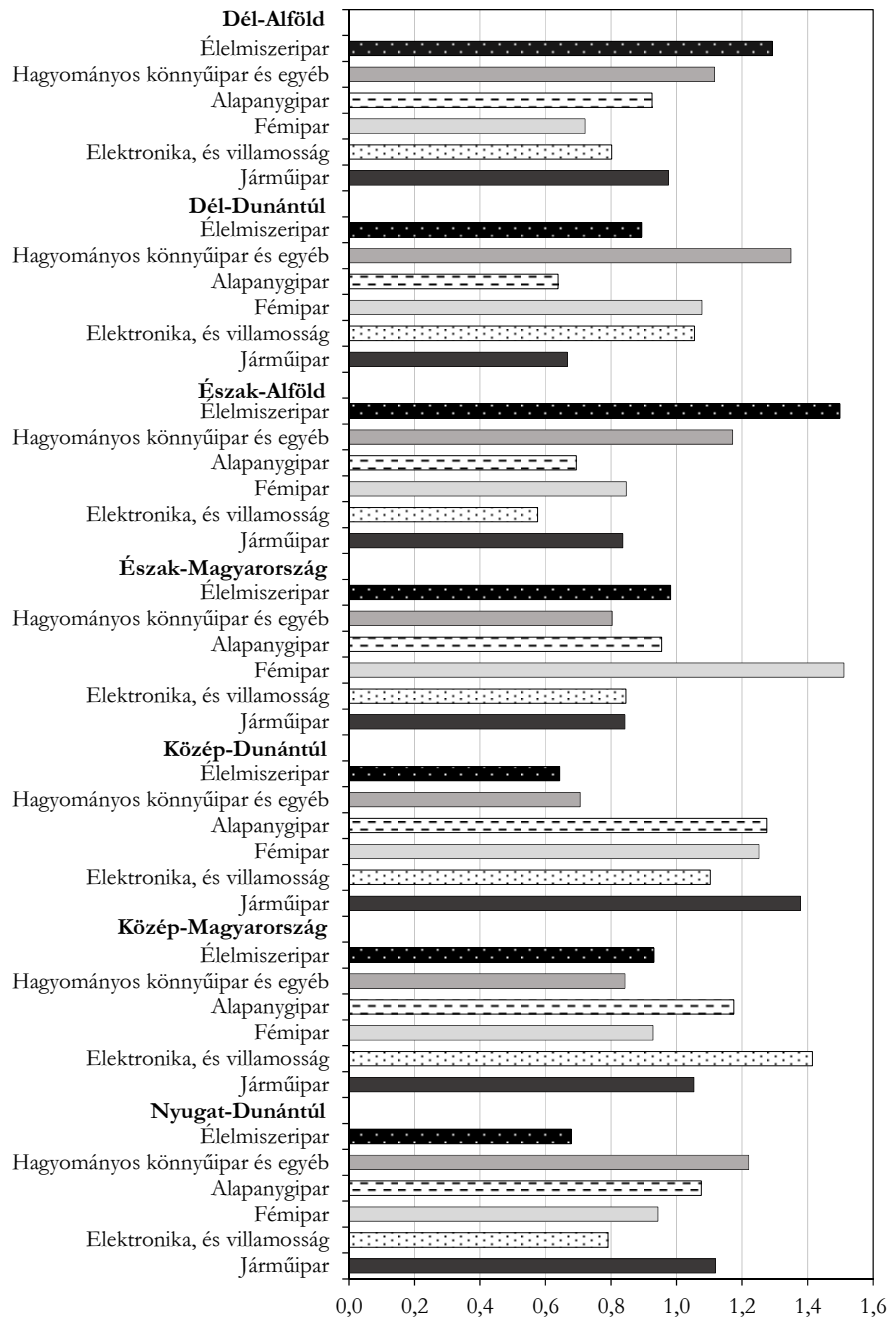 Dél-Alföld
Élelmiszeripar
Hagyományos könnyűipar és egyéb
Alapanygipar
Fémipar
Elektronika, és villamosság
Járműipar
Dél-Dunántúl
Élelmiszeripar
Hagyományos könnyűipar és egyéb
Alapanygipar
Fémipar
Elektronika, és villamosság
Járműipar
Észak-Alföld
Élelmiszeripar
Hagyományos könnyűipar és egyéb
Alapanygipar
Fémipar
Elektronika, és villamosság
Járműipar
Észak-Magyarország
Élelmiszeripar
Hagyományos könnyűipar és egyéb
Alapanygipar
Fémipar
Elektronika, és villamosság
Járműipar
Közép-Dunántúl
Élelmiszeripar
Hagyományos könnyűipar és egyéb
Alapanygipar
Fémipar
Elektronika, és villamosság
Járműipar
Közép-Magyarország
Élelmiszeripar
Hagyományos könnyűipar és egyéb
Alapanygipar
Fémipar
Elektronika, és villamosság
Járműipar
Nyugat-Dunántúl
Élelmiszeripar
Hagyományos könnyűipar és egyéb
Alapanygipar
Fémipar
Elektronika, és villamosság
Járműipar
0,0 0,2 0,4 0,6 0,8 1,0 1,2 1,4 1,6